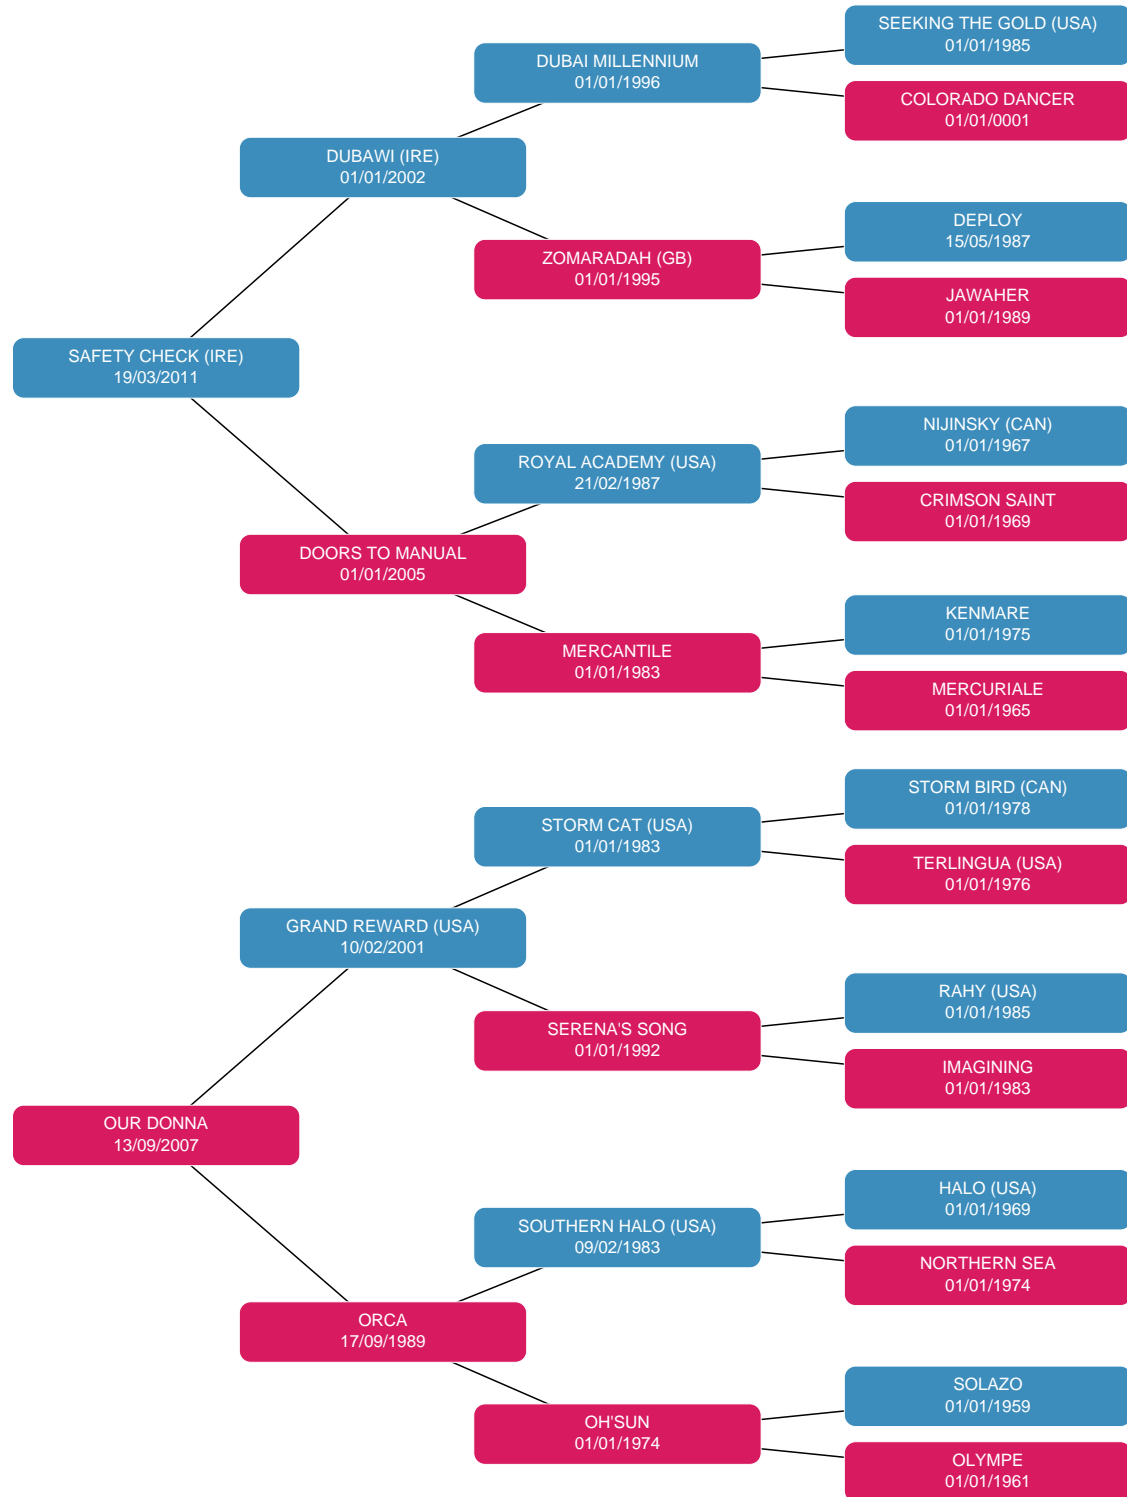 SEEKING THE GOLD (USA)
01/01/1985
DUBAI MILLENNIUM
01/01/1996
COLORADO DANCER
01/01/0001
DUBAWI (IRE)
01/01/2002
DEPLOY
15/05/1987
ZOMARADAH (GB)
01/01/1995
JAWAHER
01/01/1989
SAFETY CHECK (IRE)
19/03/2011
NIJINSKY (CAN)
01/01/1967
ROYAL ACADEMY (USA)
21/02/1987
CRIMSON SAINT
01/01/1969
DOORS TO MANUAL
01/01/2005
KENMARE
01/01/1975
MERCANTILE
01/01/1983
MERCURIALE
01/01/1965
STORM BIRD (CAN)
01/01/1978
STORM CAT (USA)
01/01/1983
TERLINGUA (USA)
01/01/1976
GRAND REWARD (USA)
10/02/2001
RAHY (USA)
01/01/1985
SERENA'S SONG
01/01/1992
IMAGINING
01/01/1983
OUR DONNA
13/09/2007
HALO (USA)
01/01/1969
SOUTHERN HALO (USA)
09/02/1983
NORTHERN SEA
01/01/1974
ORCA
17/09/1989
SOLAZO
01/01/1959
OH'SUN
01/01/1974
OLYMPE
01/01/1961